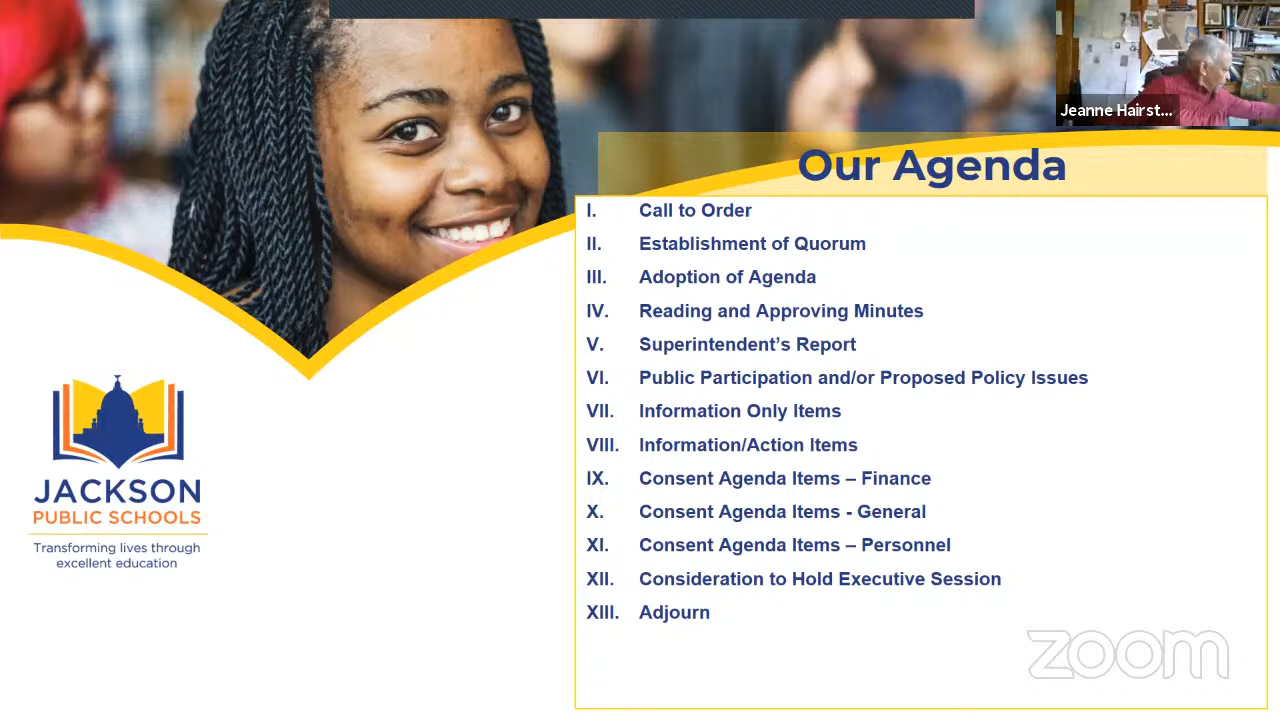 Jeanne Hairst...
Our Agenda
I. Call to Order
II. Establishment of Quorum
III. Adoption of Agenda
IV. Reading and Approving Minutes
V. Superintendent's Report
VI. Public Participation and/or Proposed Policy Issues
VII. Information Only Items
VIII. Information/Action Items
IX. Consent Agenda Items – Finance
X. Consent Agenda Items - General
XI. Consent Agenda Items – Personnel
XII. Consideration to Hold Executive Session
XIII. Adjourn
JACKSON
PUBLIC SCHOOLS
Transforming lives through
excellent education
zoom